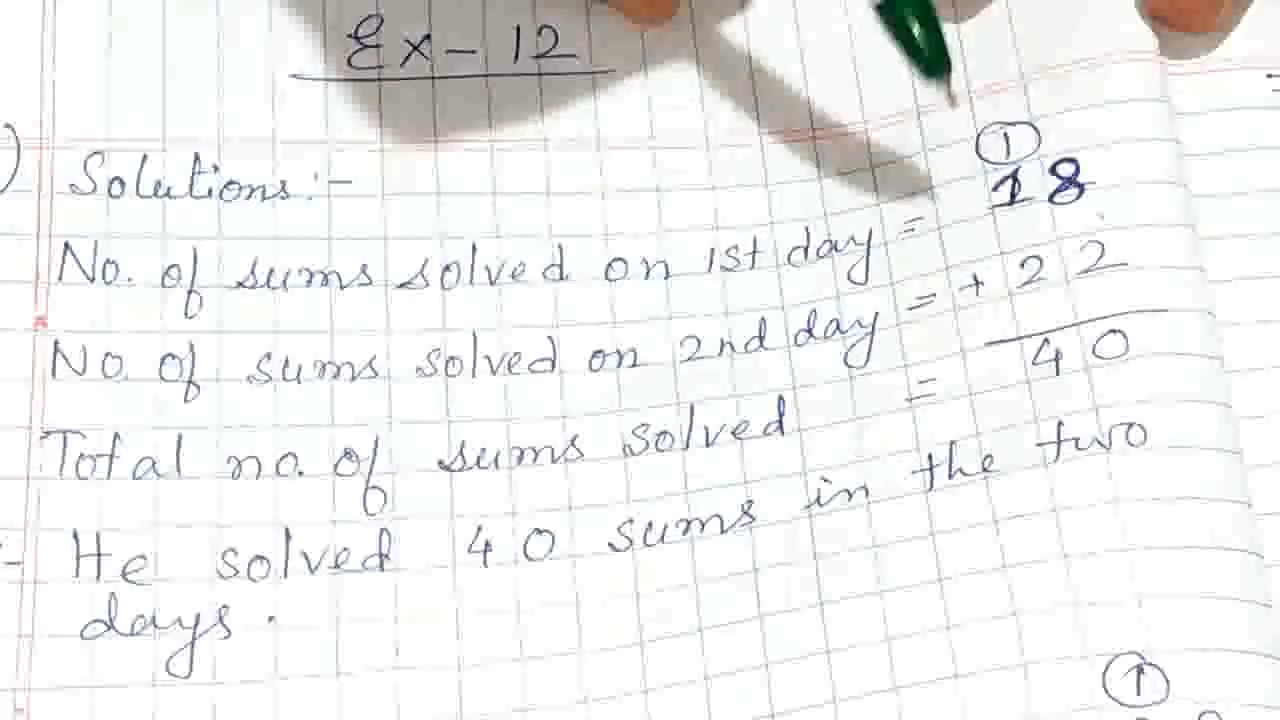 Ex - 12
) Solutions :-
①
No. of sums solved on 1st day = 18
No. of sums solved on 2nd day = + 22
Total no. of sums solved = 40
- He solved 40 sums in the two
days.
①